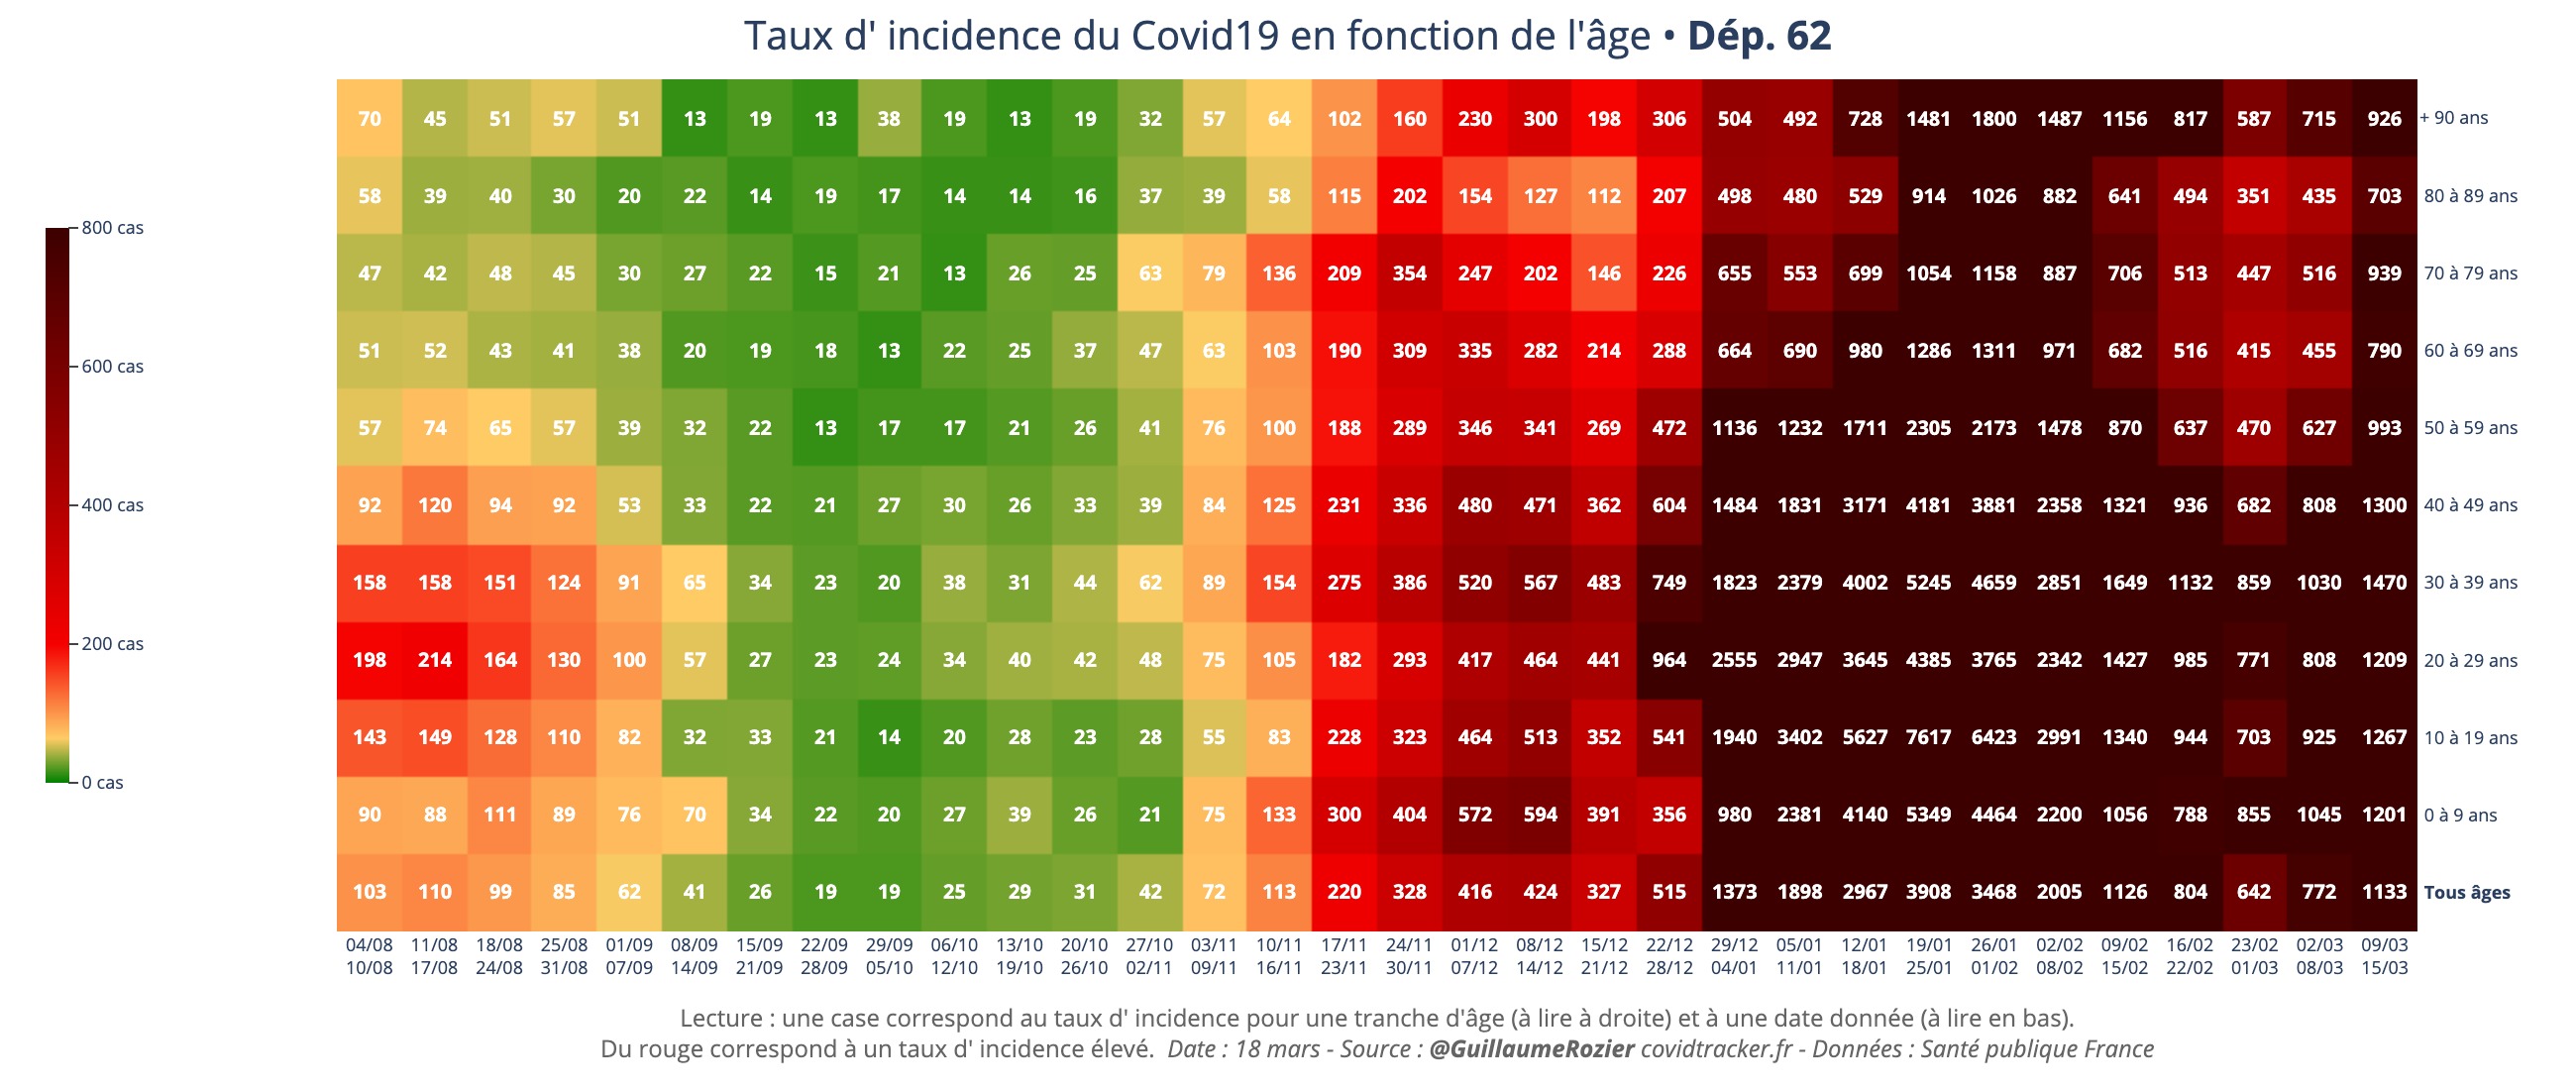 Taux d' incidence du Covid19 en fonction de l'âge • Dép. 62
70 45 51 57 51 13 19 13 38 19 13 19 32 57 64 102 160 230 300 198 306 504 492 728 1481 1800 1487 1156 817 587 715 926 + 90 ans
58 39 40 30 20 22 14 19 17 14 14 16 37 39 58 115 202 154 127 112 207 498 480 529 914 1026 882 641 494 351 435 703 80 à 89 ans
800 cas
47 42 48 45 30 27 22 15 21 13 26 25 63 79 136 209 354 247 202 146 226 655 553 699 1054 1158 887 706 513 447 516 939 70 à 79 ans
51 52 43 41 38 20 19 18 13 22 25 37 47 63 103 190 309 335 282 214 288 664 690 980 1286 1311 971 682 516 415 455 790 60 à 69 ans
600 cas
57 74 65 57 39 32 22 13 17 17 21 26 41 76 100 188 289 346 341 269 472 1136 1232 1711 2305 2173 1478 870 637 470 627 993 50 à 59 ans
400 cas
92 120 94 92 53 33 22 21 27 30 26 33 39 84 125 231 336 480 471 362 604 1484 1831 3171 4181 3881 2358 1321 936 682 808 1300 40 à 49 ans
158 158 151 124 91 65 34 23 20 38 31 44 62 89 154 275 386 520 567 483 749 1823 2379 4002 5245 4659 2851 1649 1132 859 1030 1470 30 à 39 ans
200 cas
198 214 164 130 100 57 27 23 24 34 40 42 48 75 105 182 293 417 464 441 964 2555 2947 3645 4385 3765 2342 1427 985 771 808 1209 20 à 29 ans
143 149 128 110 82 32 33 21 14 20 28 23 28 55 83 228 323 464 513 352 541 1940 3402 5627 7617 6423 2991 1340 944 703 925 1267 10 à 19 ans
0 cas
90 88 111 89 76 70 34 22 20 27 39 26 21 75 133 300 404 572 594 391 356 980 2381 4140 5349 4464 2200 1056 788 855 1045 1201 0 à 9 ans
103 110 99 85 62 41 26 19 19 25 29 31 42 72 113 220 328 416 424 327 515 1373 1898 2967 3908 3468 2005 1126 804 642 772 1133 Tous âges
04/08 11/08 18/08 25/08 01/09 08/09 15/09 22/09 29/09 06/10 13/10 20/10 27/10 03/11 10/11 17/11 24/11 01/12 08/12 15/12 22/12 29/12 05/01 12/01 19/01 26/01 02/02 09/02 16/02 23/02 02/03 09/03
10/08 17/08 24/08 31/08 07/09 14/09 21/09 28/09 05/10 12/10 19/10 26/10 02/11 09/11 16/11 23/11 30/11 07/12 14/12 21/12 28/12 04/01 11/01 18/01 25/01 01/02 08/02 15/02 22/02 01/03 08/03 15/03
Lecture : une case correspond au taux d' incidence pour une tranche d'âge (à lire à droite) et à une date donnée (à lire en bas).
Du rouge correspond à un taux d' incidence élevé. Date : 18 mars - Source : @GuillaumeRozier covidtracker.fr - Données : Santé publique France